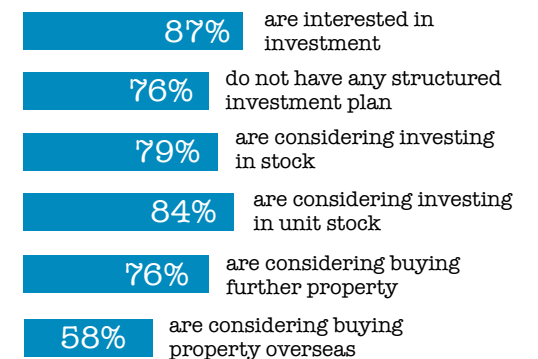 87%
are interested in
investment
76%
do not have any structured
investment plan
79%
are considering investing
in stock
84%
are considering investing
in unit stock
76%
are considering buying
further property
58%
are considering buying
property overseas